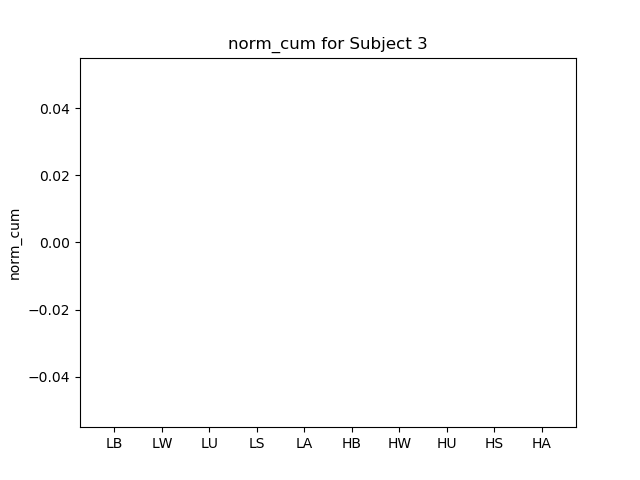 norm_cum for Subject 3
0.04
0.02
0.00
−0.02
−0.04
norm_cum
LB LW LU LS LA HB HW HU HS HA